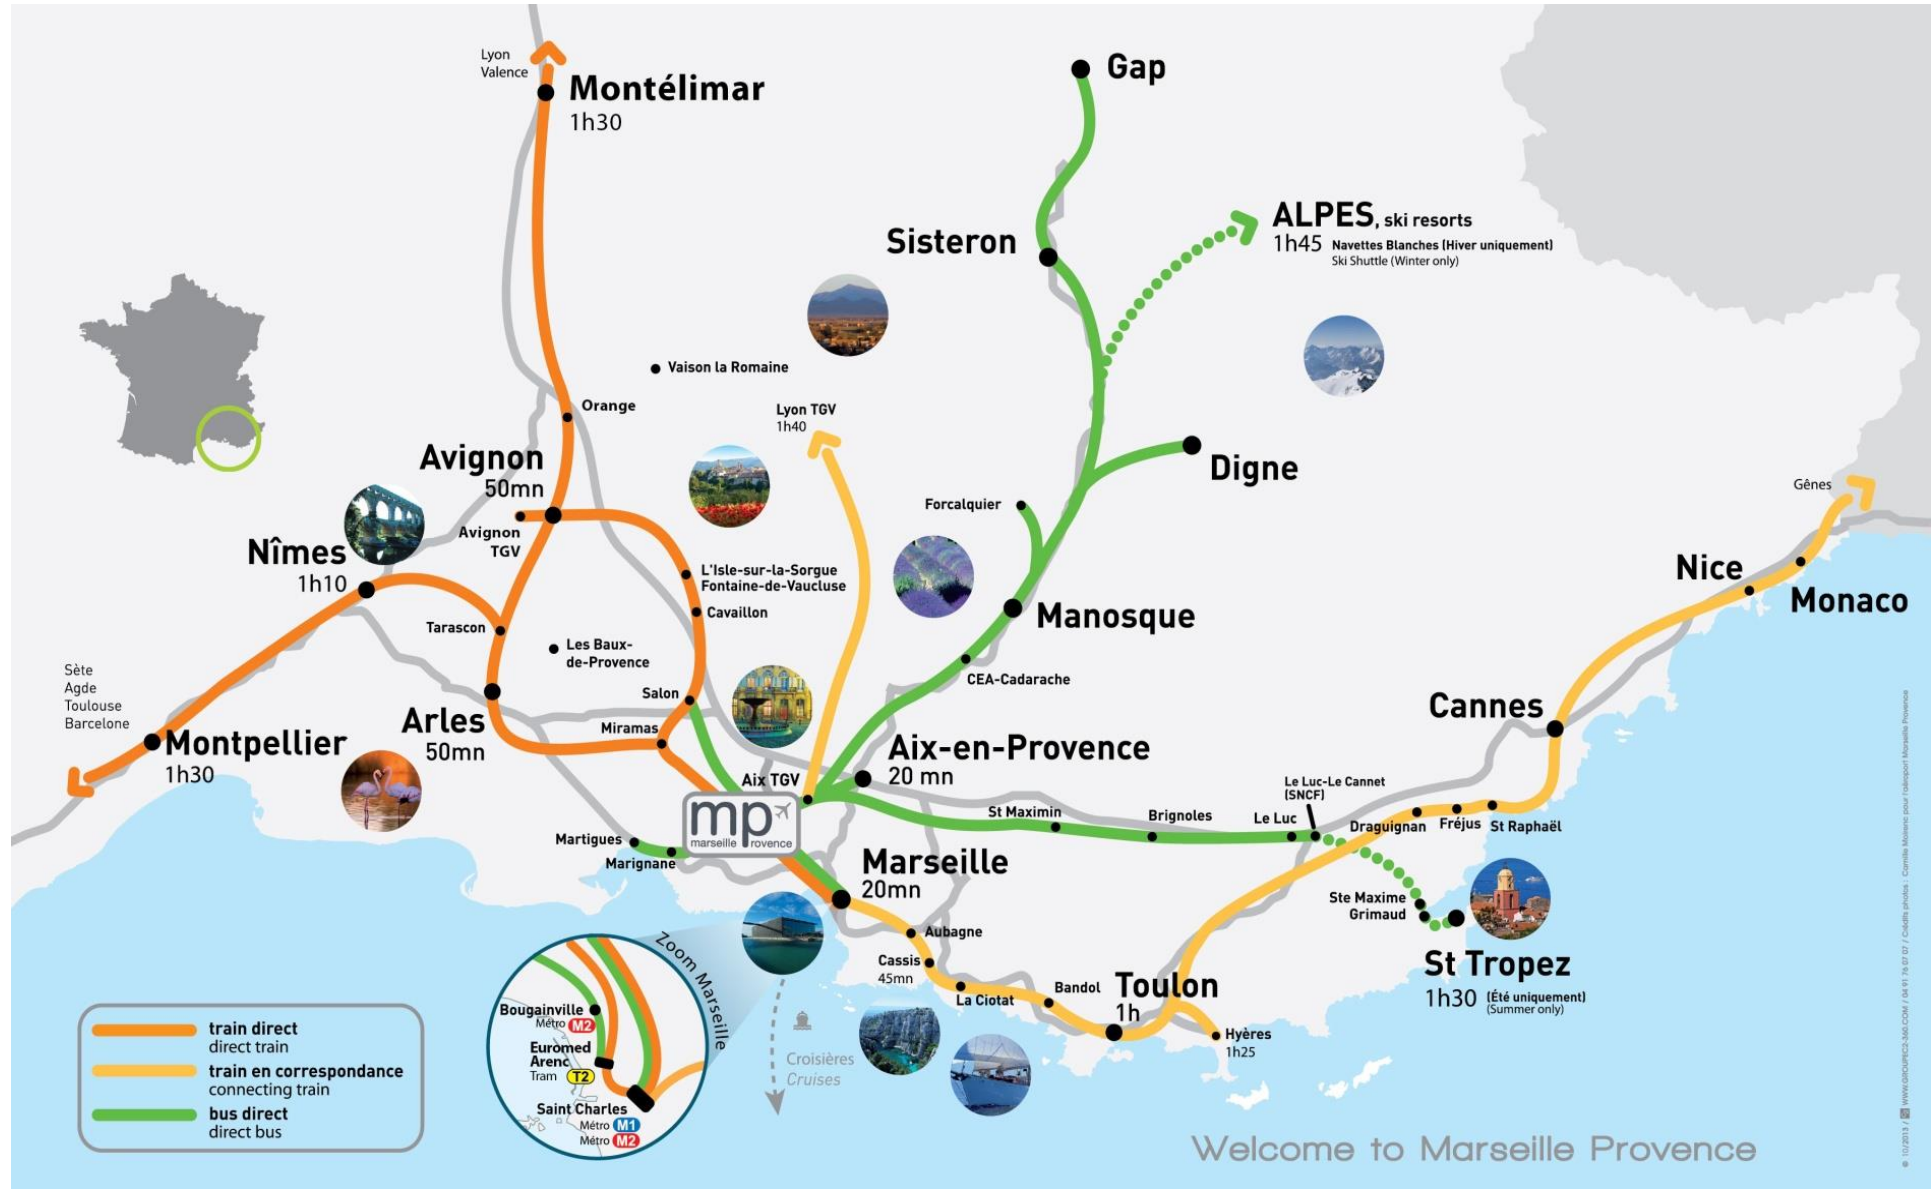 Lyon
Valence
Montélimar
1h30
Gap
Sisteron
ALPES, ski resorts
1h45 Navettes Blanches (Hiver uniquement)
Ski Shuttle (Winter only)
Vaison la Romaine
Orange
Lyon TGV
1h40
Avignon
50mn
Avignon
TGV
Digne
Forcalquier
Gênes
Nîmes
1h10
L'Isle-sur-la-Sorgue
Fontaine-de-Vaucluse
Cavaillon
Nice
Monaco
Manosque
Tarascon
Les Baux-
de-Provence
CEA-Cadarache
Sète
Agde
Toulouse
Barcelone
Salon
Arles
50mn
Miramas
Cannes
Montpellier
1h30
Aix-en-Provence
20 mn
Aix TGV
mp
marseille provence
Le Luc-Le Cannet
(SNCF)
St Maximin
Brignoles
Le Luc
Draguignan
Fréjus
St Raphaël
Martigues
Marignane
Marseille
20mn
Ste Maxime
Grimaud
Aubagne
Cassis
45mn
La Ciotat
Bandol
Toulon
1h
St Tropez
1h30 (Été uniquement)
(Summer only)
Hyères
1h25
Zoom Marseille
Bougainville
Métro M2
Euromed
Arenc
Tram T2
Saint Charles
Métro M1
Métro M2
Croisières
Cruises
train direct
direct train
train en correspondance
connecting train
bus direct
direct bus
Welcome to Marseille Provence